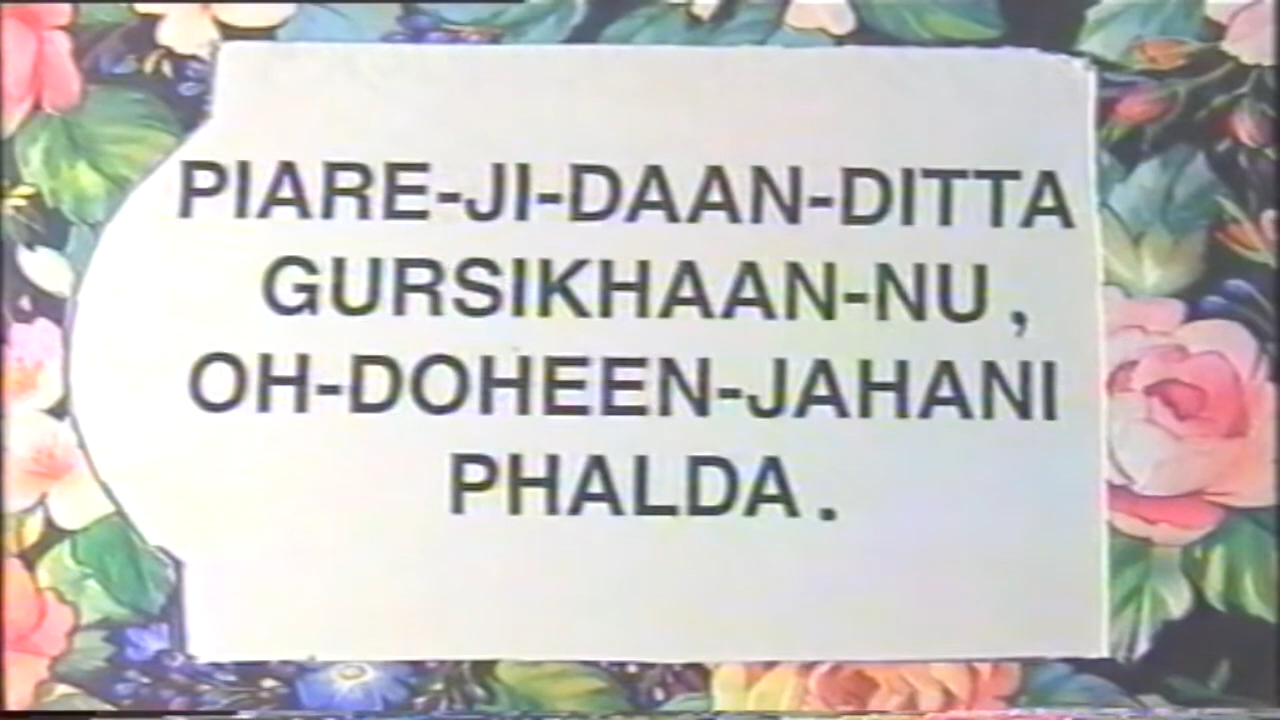 PIARE-JI-DAAN-DITTA
GURSIKHAAN-NU,
OH-DOHEEN-JAHANI
PHALDA.